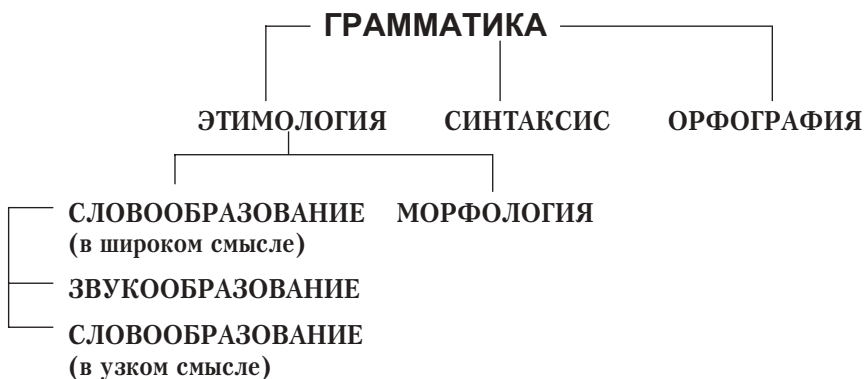 ГРАММАТИКА
ЭТИМОЛОГИЯ СИНТАКСИС ОРФОГРАФИЯ
СЛОВООБРАЗОВАНИЕ МОРФОЛОГИЯ
(в широком смысле)
ЗВУКООБРАЗОВАНИЕ
СЛОВООБРАЗОВАНИЕ
(в узком смысле)